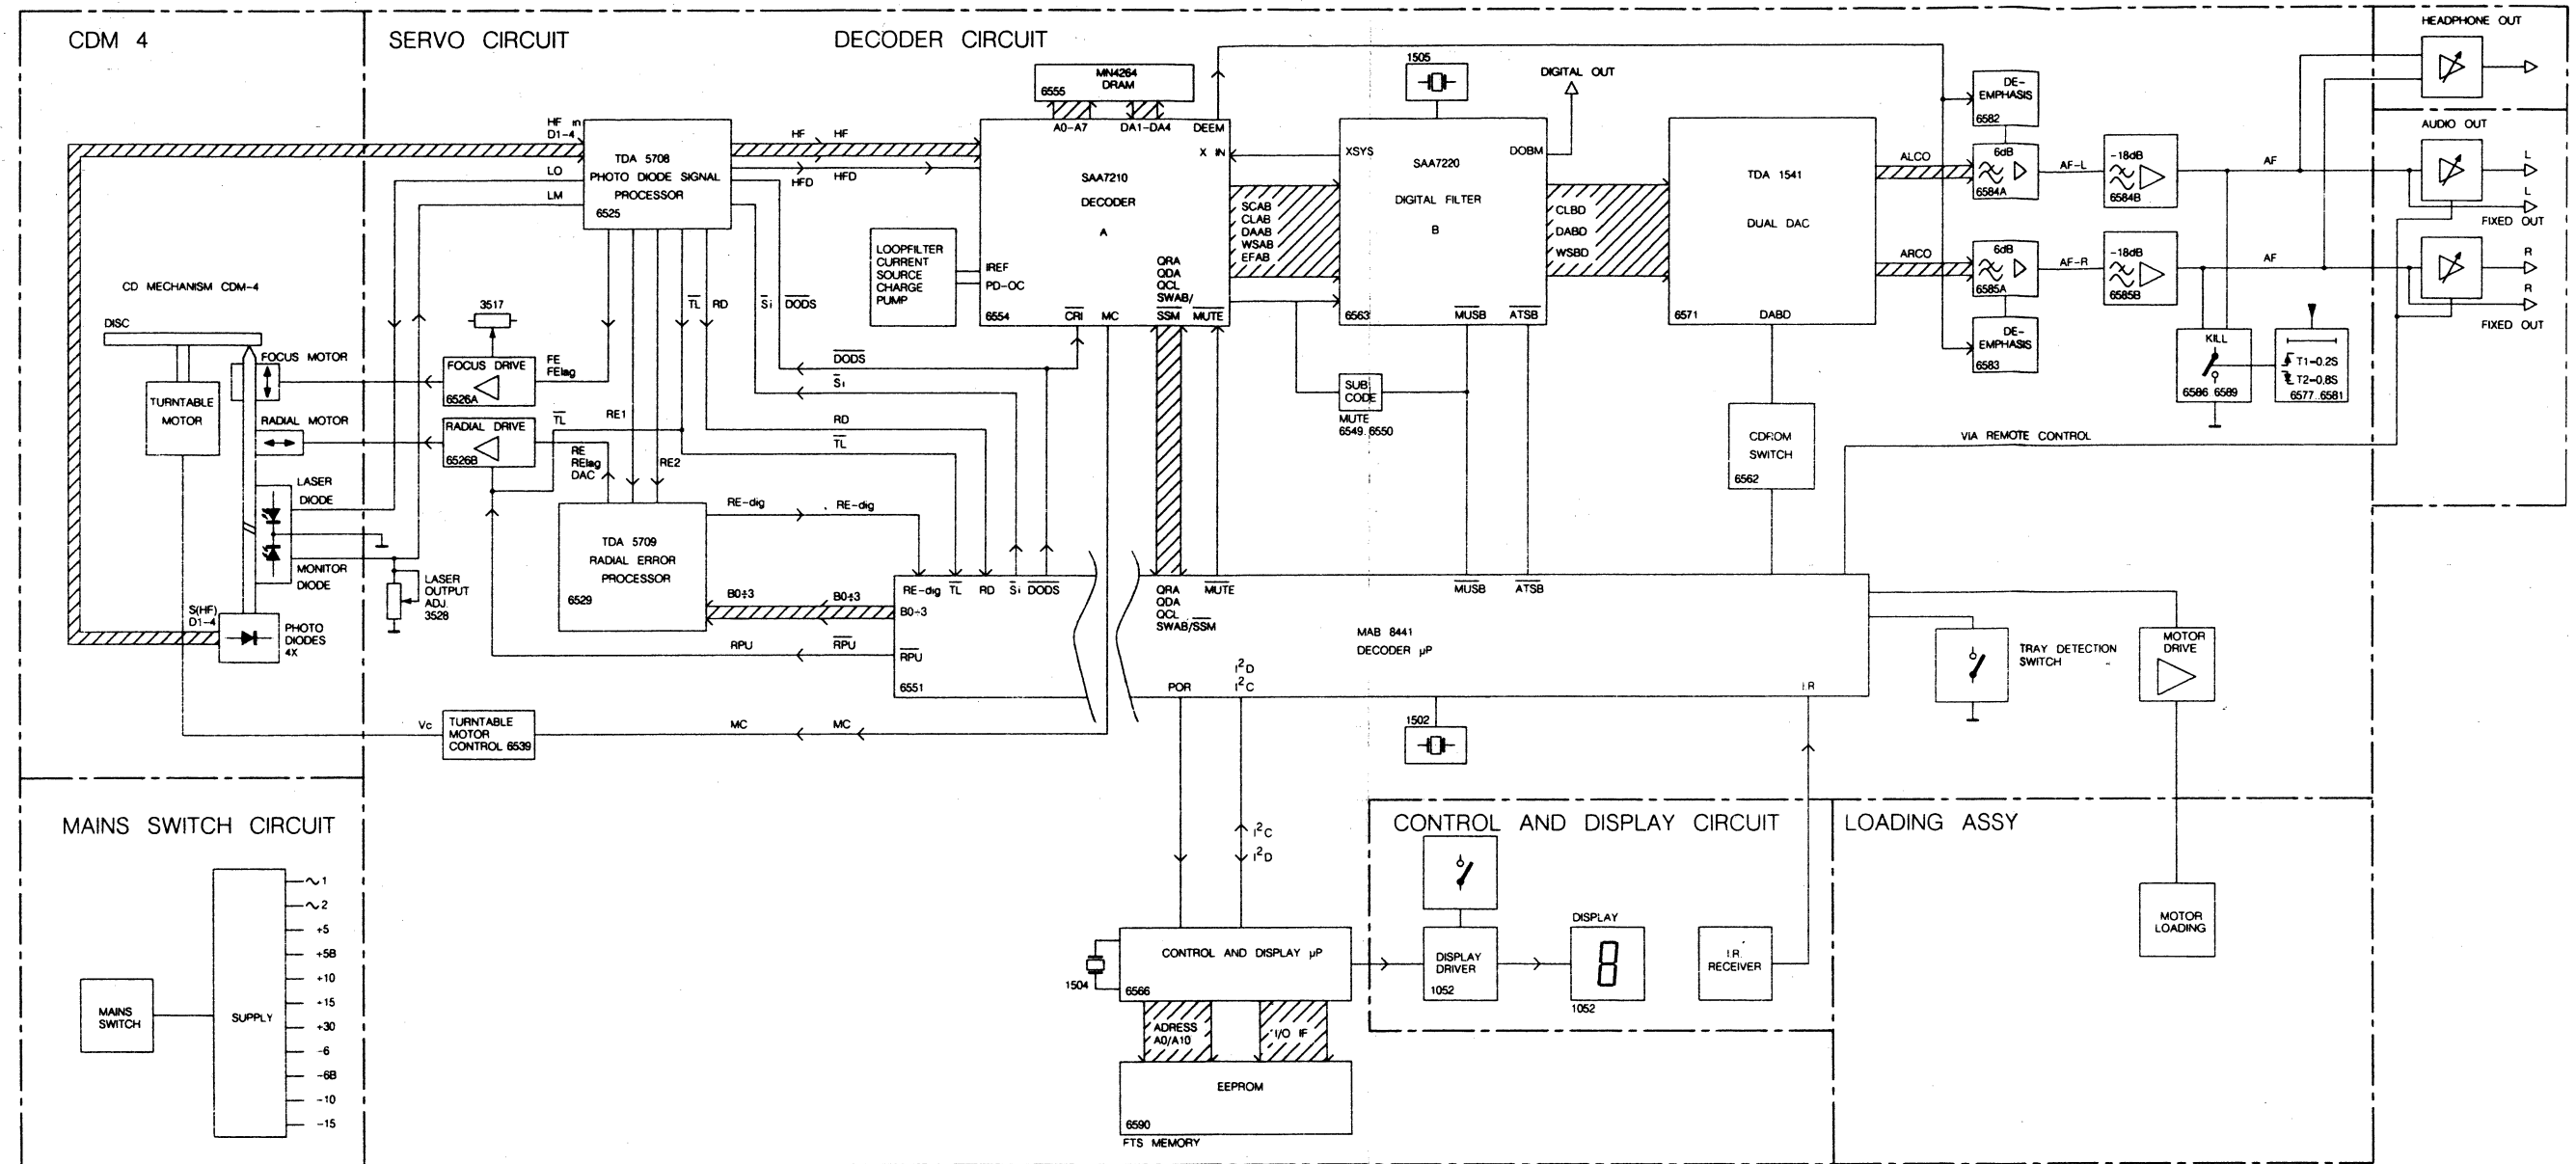 CDM 4
SERVO CIRCUIT
DECODER CIRCUIT
HEADPHONE OUT
AUDIO OUT
L
L
FIXED OUT
R
R
FIXED OUT
CD MECHANISM CDM-4
DISC
FOCUS MOTOR
TURNTABLE
MOTOR
RADIAL MOTOR
LASER
DIODE
MONITOR
DIODE
S(HF)
D1-4
PHOTO
DIODES
4X
LASER
OUTPUT
ADJ.
3528
HF in
D1-4
LO
LM
TDA 5708
PHOTO DIODE SIGNAL
PROCESSOR
6525
HF HF
HFD
TL RD
Si DODS
3517
FOCUS DRIVE
6526A
FE
FElag
RADIAL DRIVE
6526B
TL
RE1
RE
RElag
DAC
RE2
TDA 5709
RADIAL ERROR
PROCESSOR
6529
RE-dig RE-dig
B0÷3 B0÷3
RPU RPU
DODS
Si
RD
TL
MN4264
DRAM
6555
A0-A7 DA1-DA4 DEEM
X IN
SAA7210
DECODER
A
IREF
PD-OC
QRA
QDA
QCL
SWAB/
CRI MC SSM MUTE
6554
LOOPFILTER
CURRENT
SOURCE
CHARGE
PUMP
SCAB
CLAB
DAAB
WSAB
EFAB
1505
XSYS DOBM
SAA7220
DIGITAL FILTER
B
6563 MUSB ATSB
DIGITAL OUT
SUB
CODE
MUTE
6549, 6550
CLBD
DABD
WSBD
TDA 1541
DUAL DAC
6571 DABD
CDROM
SWITCH
6562
ALCO
ARCO
DE-
EMPHASIS
6582
6dB
6584A
AF-L
-18dB
6584B
AF
6dB
6585A
AF-R
-18dB
6585B
AF
DE-
EMPHASIS
6583
KILL
6586 6589
T1=0.2S
T2=0.8S
6577..6581
VIA REMOTE CONTROL
RE-dig TL RD Si DODS
B0÷3
RPU
6551
QRA
QDA
QCL
SWAB/SSM
MUTE
MUSB ATSB
MAB 8441
DECODER µP
I²D
POR I²C
I.R
1502
TRAY DETECTION
SWITCH
MOTOR
DRIVE
Vc
TURNTABLE
MOTOR
CONTROL 6539
MC MC
I²C
I²D
MAINS SWITCH CIRCUIT
MAINS
SWITCH
SUPPLY
~1
~2
+5
+5B
+10
+15
+30
-6
-6B
-10
-15
1504
CONTROL AND DISPLAY µP
6566
ADRESS
A0/A10
I/O IF
EEPROM
6590
FTS MEMORY
CONTROL AND DISPLAY CIRCUIT
DISPLAY
DRIVER
1052
DISPLAY
8
1052
I.R.
RECEIVER
LOADING ASSY
MOTOR
LOADING